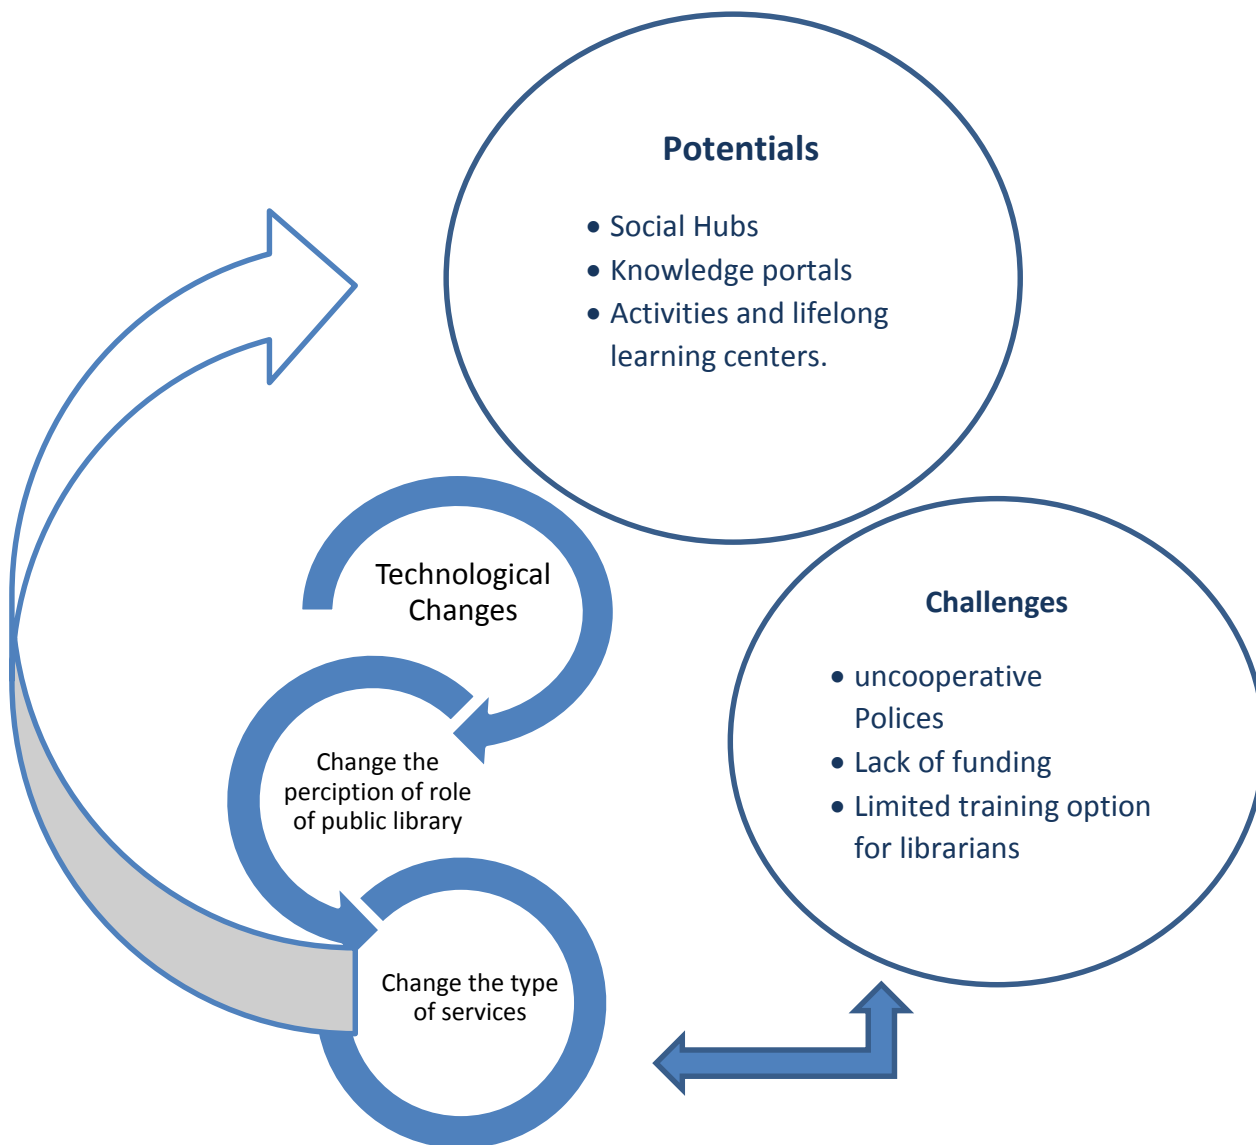 Potentials
• Social Hubs
• Knowledge portals
• Activities and lifelong
learning centers.
Technological
Changes
Change the
perciption of role
of public library
Change the type
of services
Challenges
• uncooperative
Polices
• Lack of funding
• Limited training option
for librarians